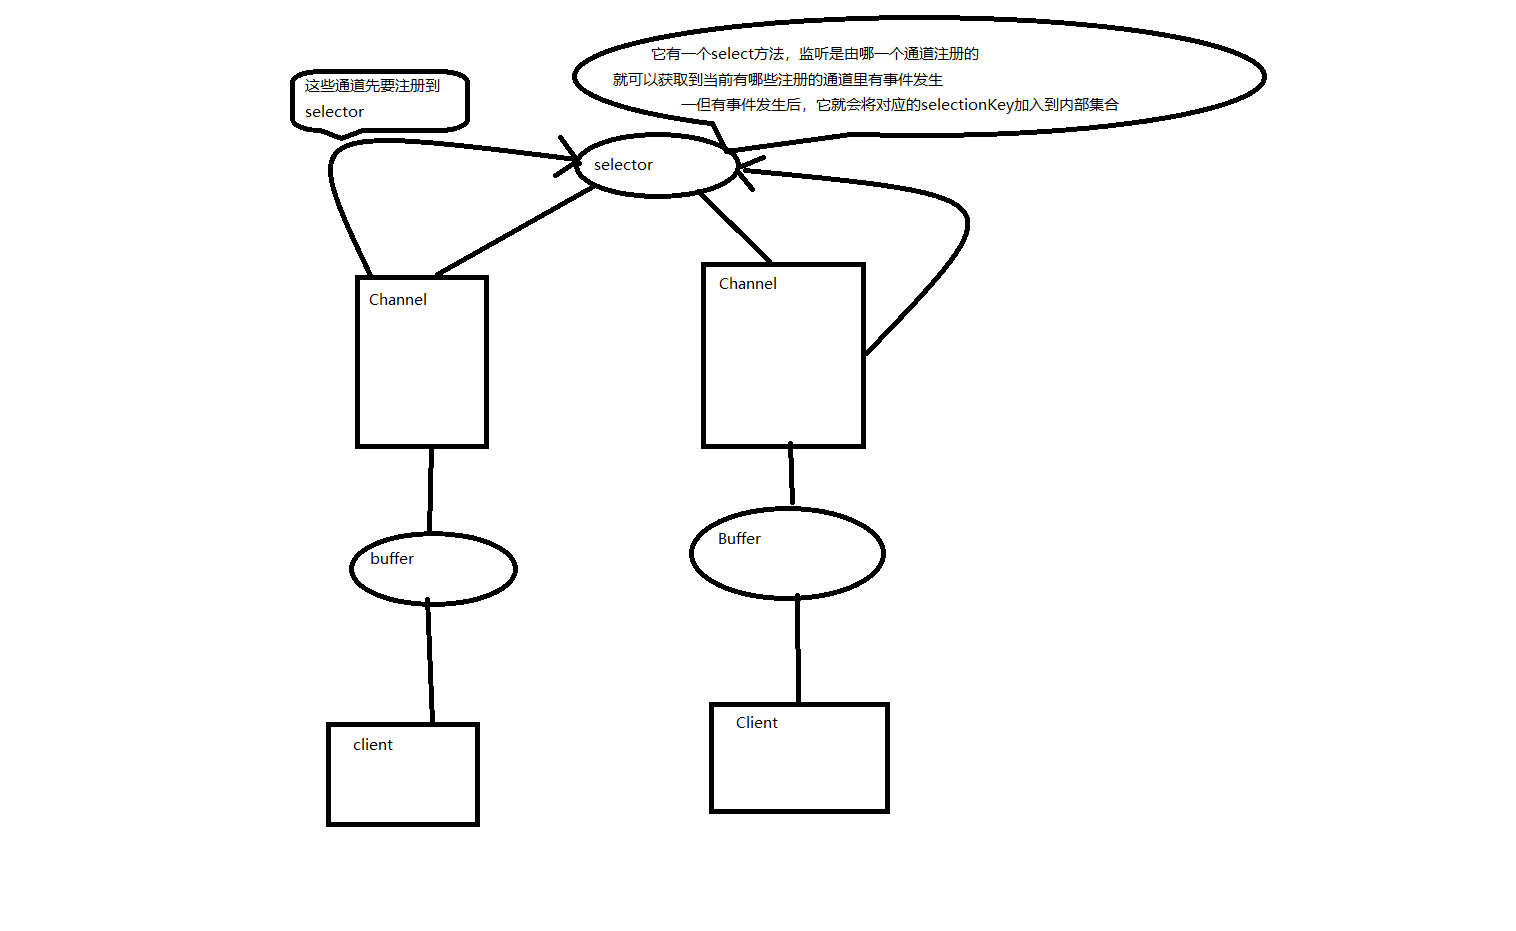 它有一个select方法，监听是由哪一个通道注册的
就可以获取到当前有哪些注册的通道里有事件发生
一但有事件发生后，它就会将对应的selectionKey加入到内部集合
这些通道先要注册到
selector
selector
Channel
Channel
buffer
Buffer
client
Client